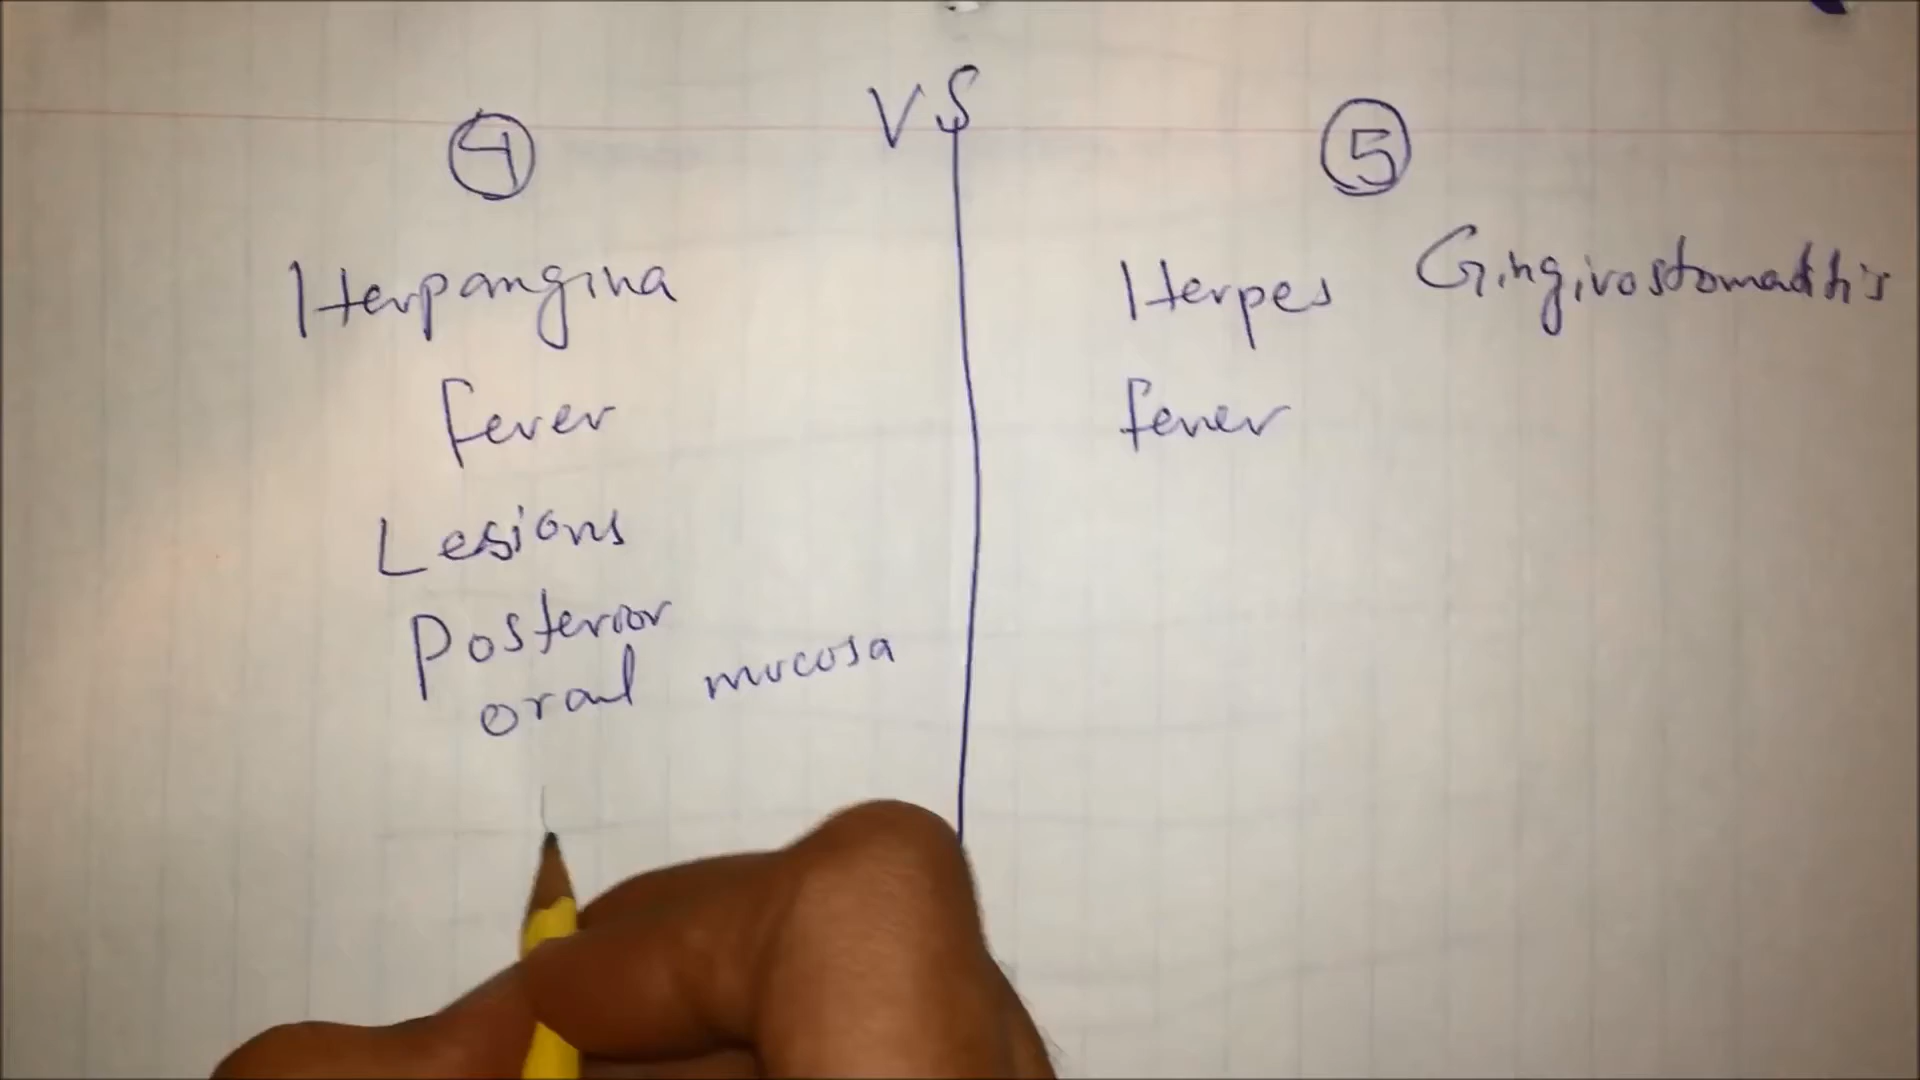 VS
4
Herpangina
Fever
Lesions
Posterior
oral mucosa
5
Herpes Gingivostomatitis
fever